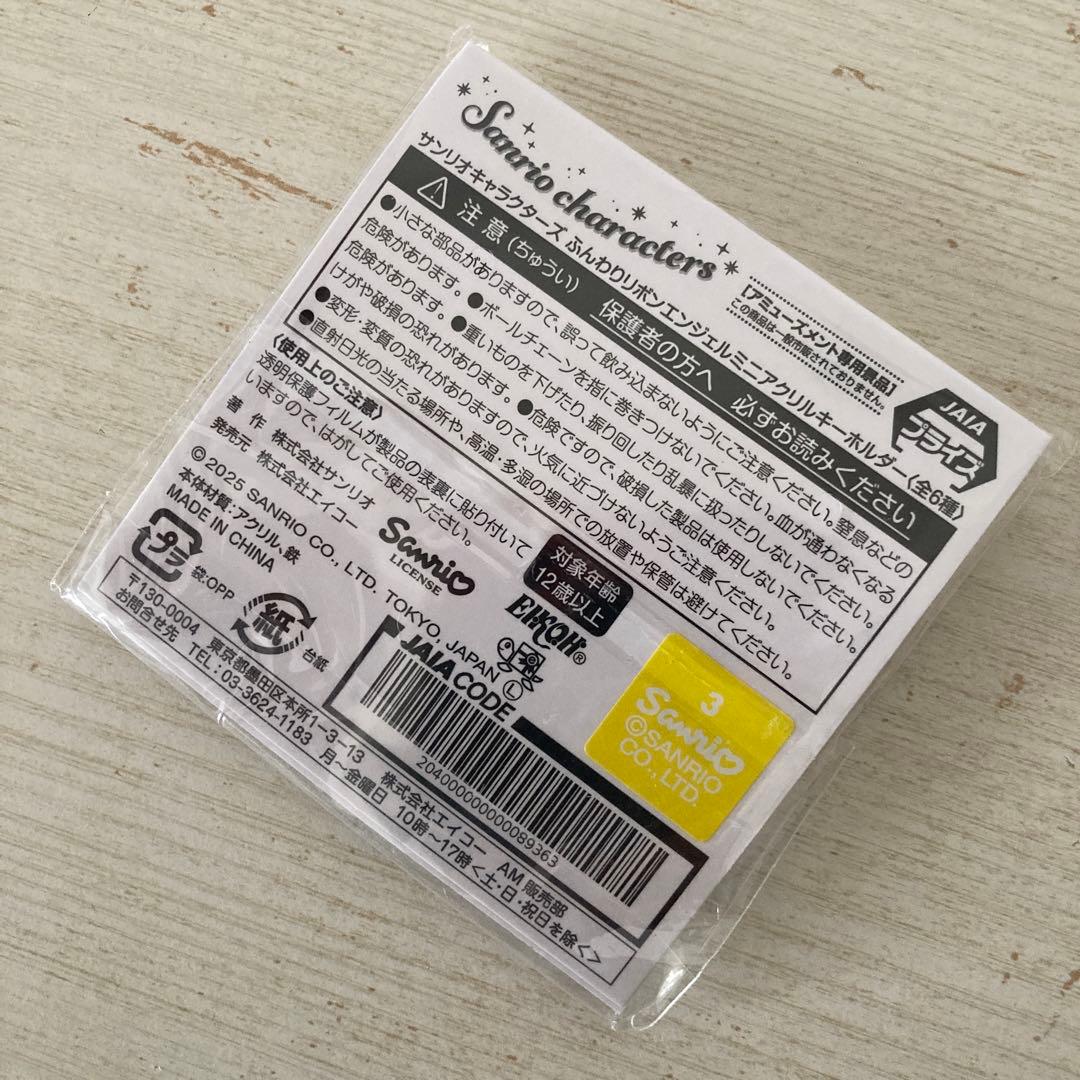 Sanrio characters
サンリオキャラクターズ ふんわりリボンエンジェルミニアクリルキーホルダー〈全6種〉
[アミューズメント専用景品]
この商品は一般市販されておりません。
JAIA
プライズ
注意(ちゅうい) 保護者の方へ 必ずお読みください
●小さな部品がありますので、誤って飲み込まないようにご注意ください。窒息などの
危険があります。●ボールチェーンを指に巻きつけないでください。血が通わなくなる
危険があります。●重いものを下げたり、振り回したり乱暴に扱ったりしないでください。
けがや破損の恐れがあります。●危険ですので、破損した製品は使用しないでください。
●変形・変質の恐れがありますので、火気に近づけないようご注意ください。
●直射日光の当たる場所や、高温・多湿の場所での放置や保管は避けてください。
〈使用上のご注意〉
透明保護フィルムが製品の表裏に貼り付いて
いますので、はがしてご使用ください。
著作 株式会社サンリオ
発売元 株式会社エイコー
©2025 SANRIO CO., LTD. TOKYO, JAPAN Ⓛ
本体材質:アクリル、鉄
MADE IN CHINA
Sanrio
LICENSE
対象年齢
12歳以上
EIKOH®
プラ
袋:OPP
紙
台紙
JAIA CODE
2040000000000089363
3
Sanrio
©SANRIO
CO., LTD.
〒130-0004 東京都墨田区本所1-3-13 株式会社エイコー AM 販売部
お問合せ先 TEL:03-3624-1183 月〜金曜日 10時〜17時〈土・日・祝日を除く〉